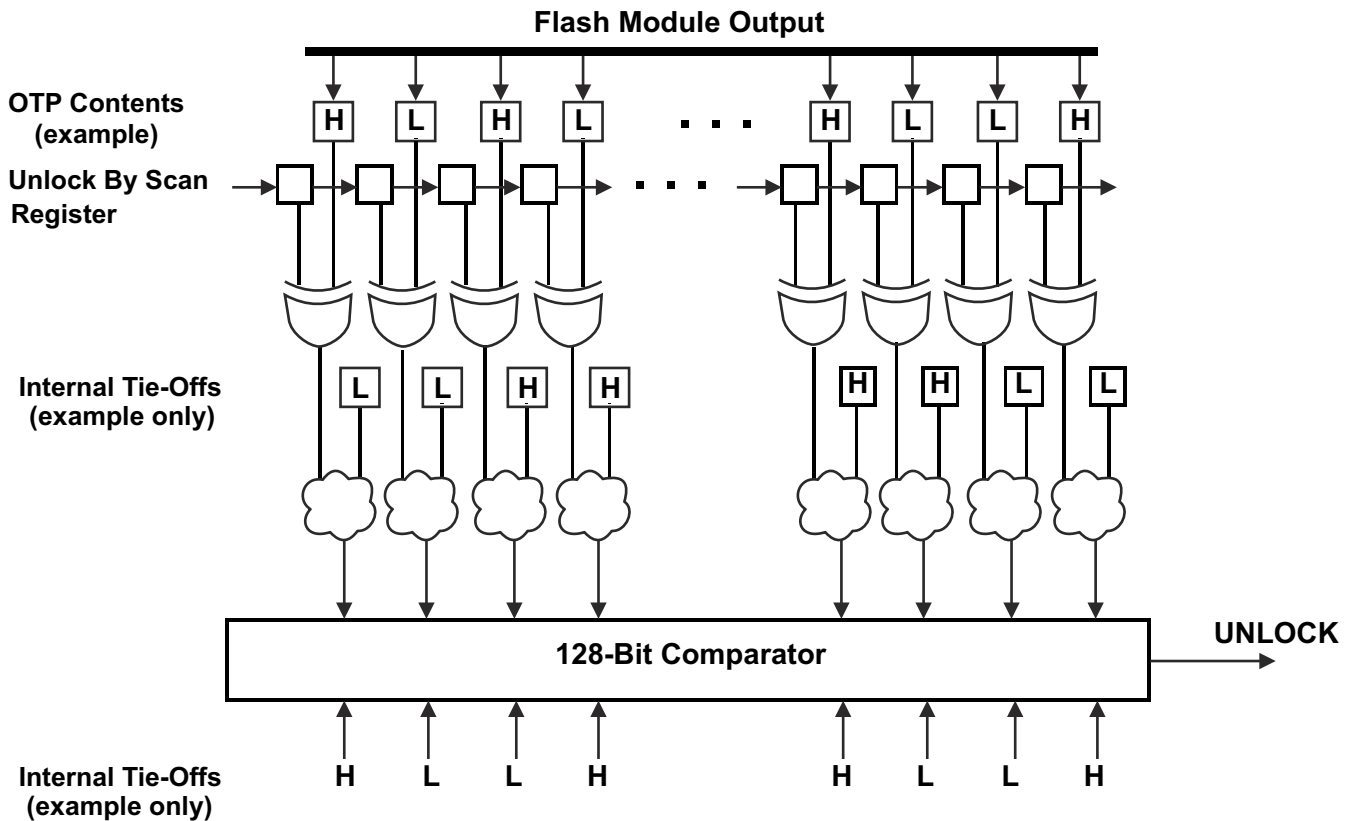 Flash Module Output
OTP Contents
(example)
H L H L . . . H L L H
Unlock By Scan
Register
. . .
Internal Tie-Offs
(example only)
L L H H H H L L
128-Bit Comparator
UNLOCK
Internal Tie-Offs
(example only)
H L L H H L L H